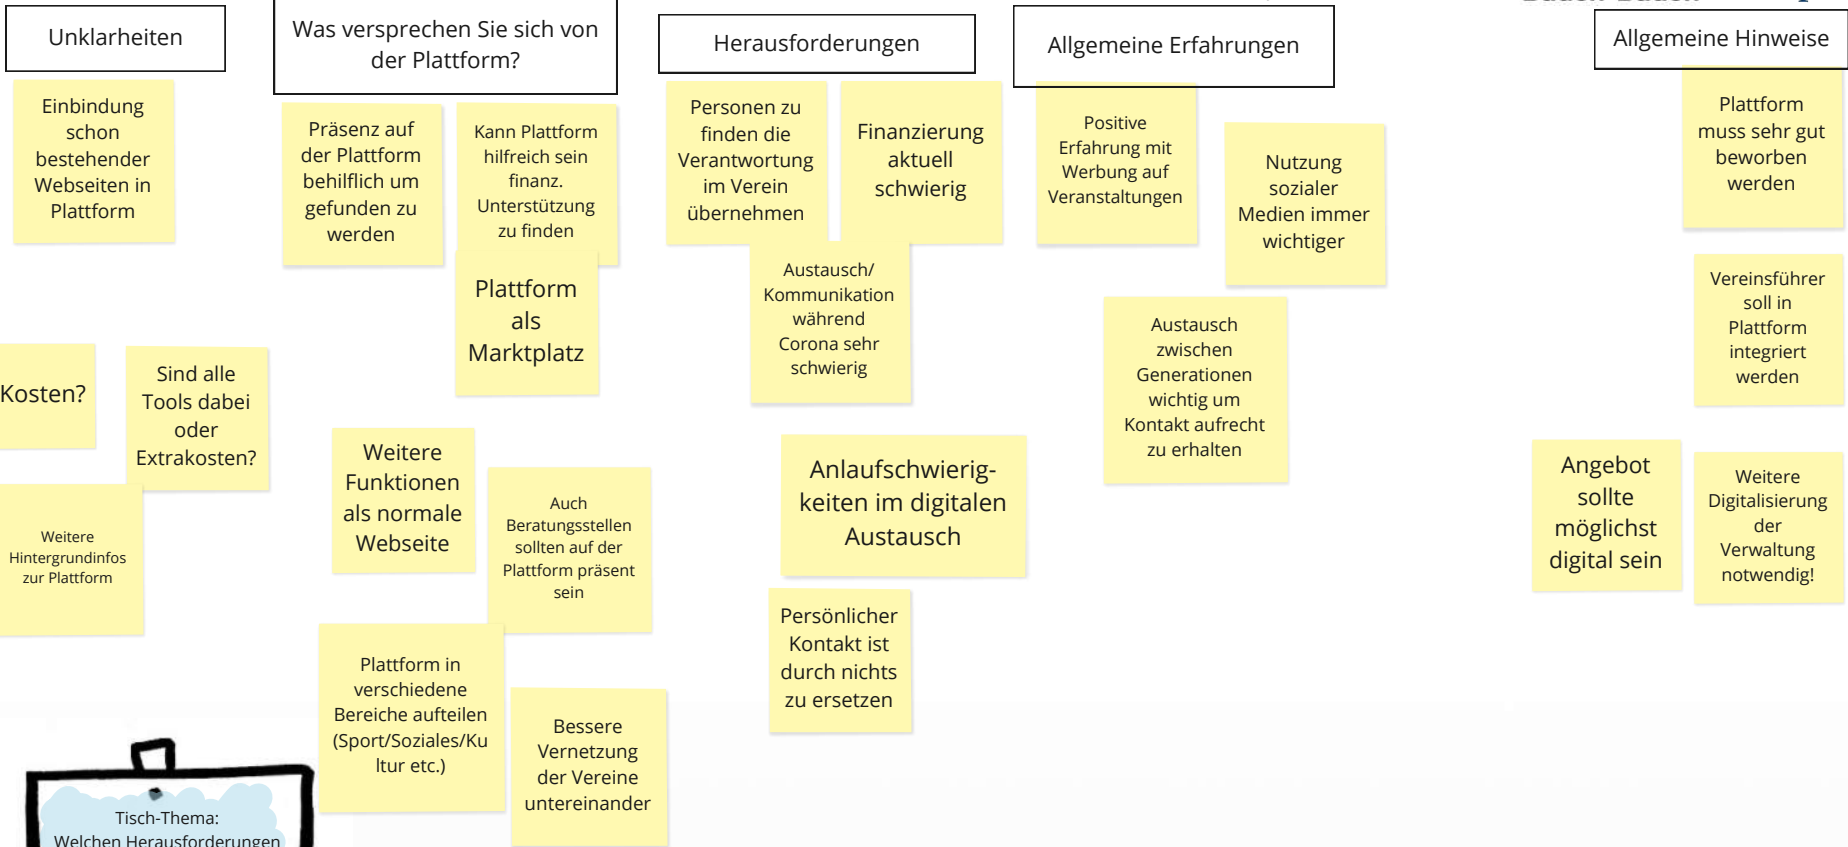 Unklarheiten
Einbindung
schon
bestehender
Webseiten in
Plattform
Kosten?
Sind alle
Tools dabei
oder
Extrakosten?
Weitere
Hintergrundinfos
zur Plattform
Was versprechen Sie sich von
der Plattform?
Präsenz auf
der Plattform
behilflich um
gefunden zu
werden
Kann Plattform
hilfreich sein
finanz.
Unterstützung
zu finden
Plattform
als
Marktplatz
Weitere
Funktionen
als normale
Webseite
Auch
Beratungsstellen
sollten auf der
Plattform präsent
sein
Plattform in
verschiedene
Bereiche aufteilen
(Sport/Soziales/Ku
ltur etc.)
Bessere
Vernetzung
der Vereine
untereinander
Herausforderungen
Personen zu
finden die
Verantwortung
im Verein
übernehmen
Finanzierung
aktuell
schwierig
Austausch/
Kommunikation
während
Corona sehr
schwierig
Anlaufschwierig-
keiten im digitalen
Austausch
Persönlicher
Kontakt ist
durch nichts
zu ersetzen
Allgemeine Erfahrungen
Positive
Erfahrung mit
Werbung auf
Veranstaltungen
Nutzung
sozialer
Medien immer
wichtiger
Austausch
zwischen
Generationen
wichtig um
Kontakt aufrecht
zu erhalten
Allgemeine Hinweise
Plattform
muss sehr gut
beworben
werden
Vereinsführer
soll in
Plattform
integriert
werden
Angebot
sollte
möglichst
digital sein
Weitere
Digitalisierung
der
Verwaltung
notwendig!
Tisch-Thema:
Welchen Herausforderungen